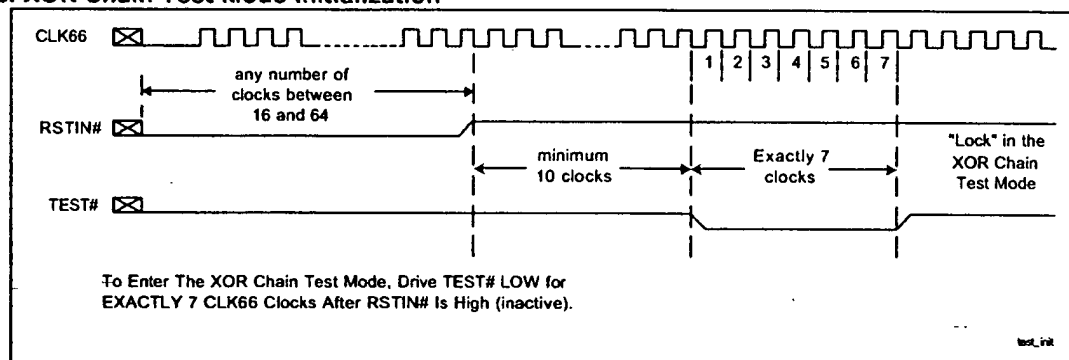 XOR Chain Test Mode Initialization
CLK66
1 2 3 4 5 6 7
any number of
clocks between
16 and 64
RSTIN#
"Lock" in the
XOR Chain
Test Mode
minimum
10 clocks
Exactly 7
clocks
TEST#
To Enter The XOR Chain Test Mode, Drive TEST# LOW for
EXACTLY 7 CLK66 Clocks After RSTIN# Is High (inactive).
test_init